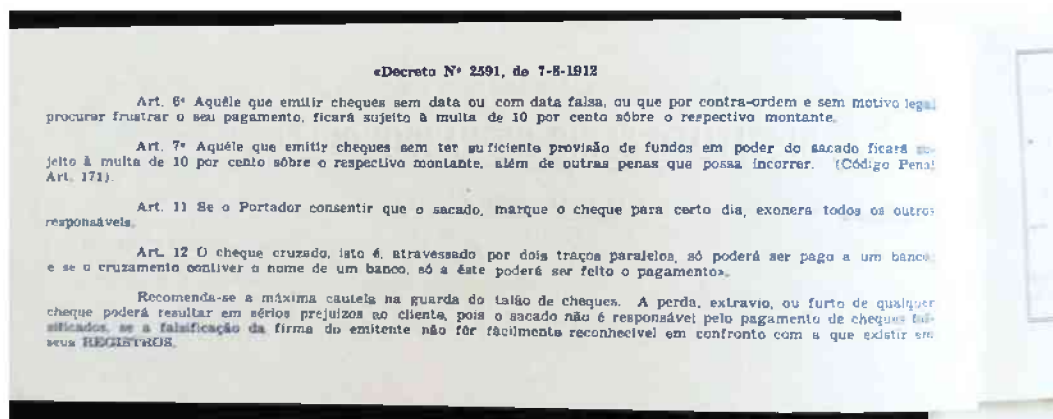 «Decreto Nº 2591, de 7-8-1912
Art. 6º Aquêle que emitir cheques sem data ou com data falsa, ou que por contra-ordem e sem motivo legal
procurar frustrar o seu pagamento, ficará sujeito à multa de 10 por cento sôbre o respectivo montante.
Art. 7º Aquêle que emitir cheques sem ter suficiente provisão de fundos em poder do sacado ficará su-
jeito à multa de 10 por cento sôbre o respectivo montante, além de outras penas que possa incorrer. (Código Penal
Art. 171).
Art. 11 Se o Portador consentir que o sacado, marque o cheque para certo dia, exonera todos os outros
responsáveis.
Art. 12 O cheque cruzado, isto é, atravessado por dois traços paralelos, só poderá ser pago a um banco
e se o cruzamento contiver o nome de um banco, só a êste poderá ser feito o pagamento».
Recomenda-se a máxima cautela na guarda do talão de cheques. A perda, extravio, ou furto de qualquer
cheque poderá resultar em sérios prejuizos ao cliente, pois o sacado não é responsável pelo pagamento de cheques fal-
sificados, se a falsificação da firma do emitente não fôr fàcilmente reconhecivel em confronto com a que existir em
seus REGISTROS.